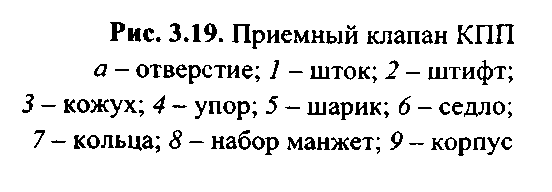 Рис. 3.19. Приемный клапан КПП
а – отверстие; 1 – шток; 2 – штифт;
3 – кожух; 4 – упор; 5 – шарик; 6 – седло;
7 – кольца; 8 – набор манжет; 9 – корпус